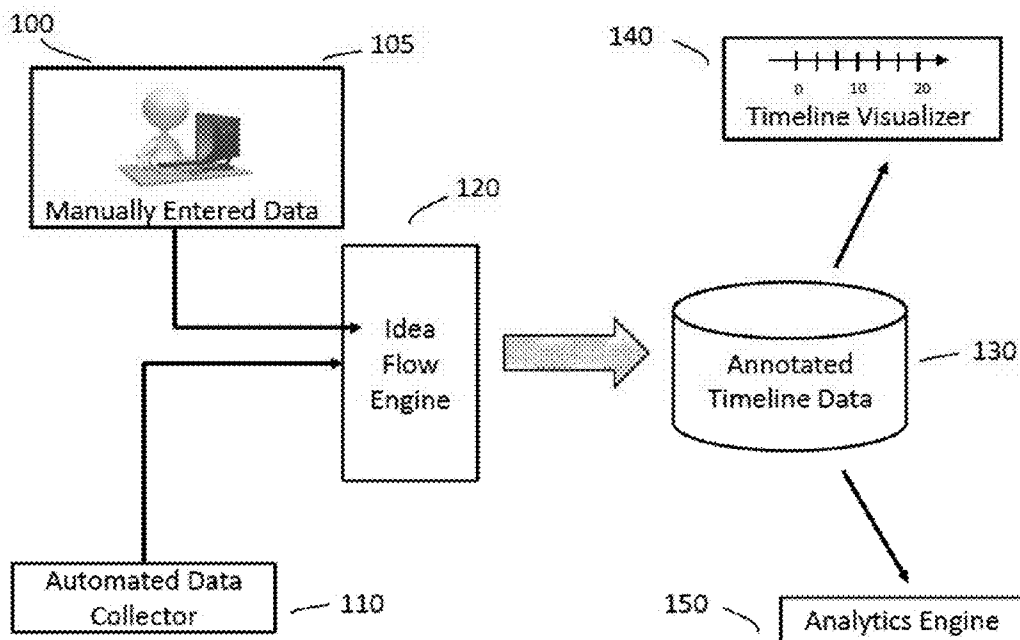 100
105
Manually Entered Data
120
Idea
Flow
Engine
Automated Data
Collector
110
140
0 10 20
Timeline Visualizer
Annotated
Timeline Data
130
150
Analytics Engine